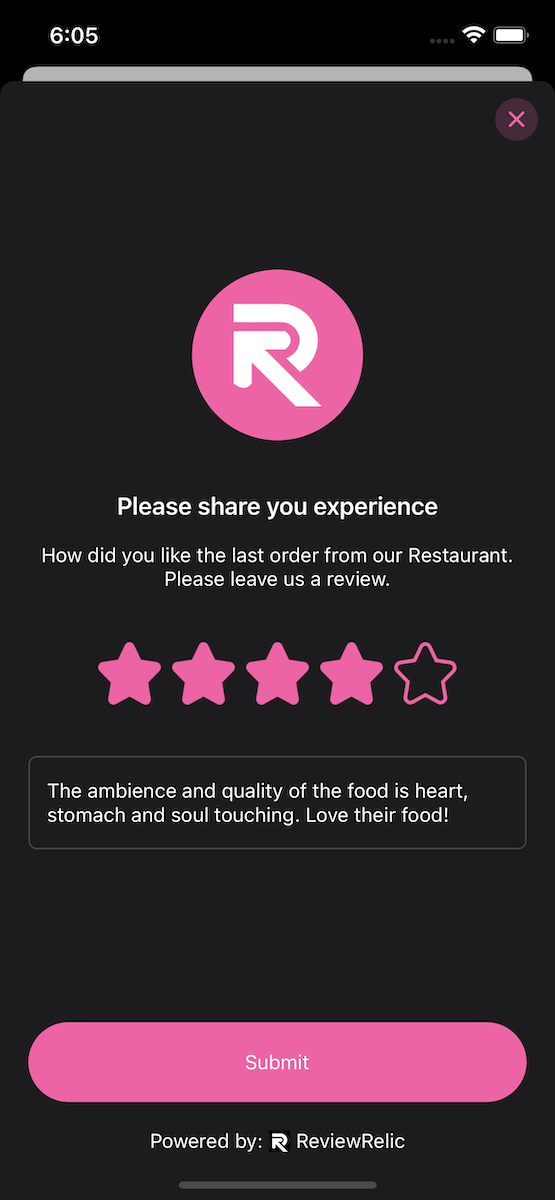 6:05
Please share you experience
How did you like the last order from our Restaurant.
Please leave us a review.
The ambience and quality of the food is heart,
stomach and soul touching. Love their food!
Submit
Powered by: R ReviewRelic